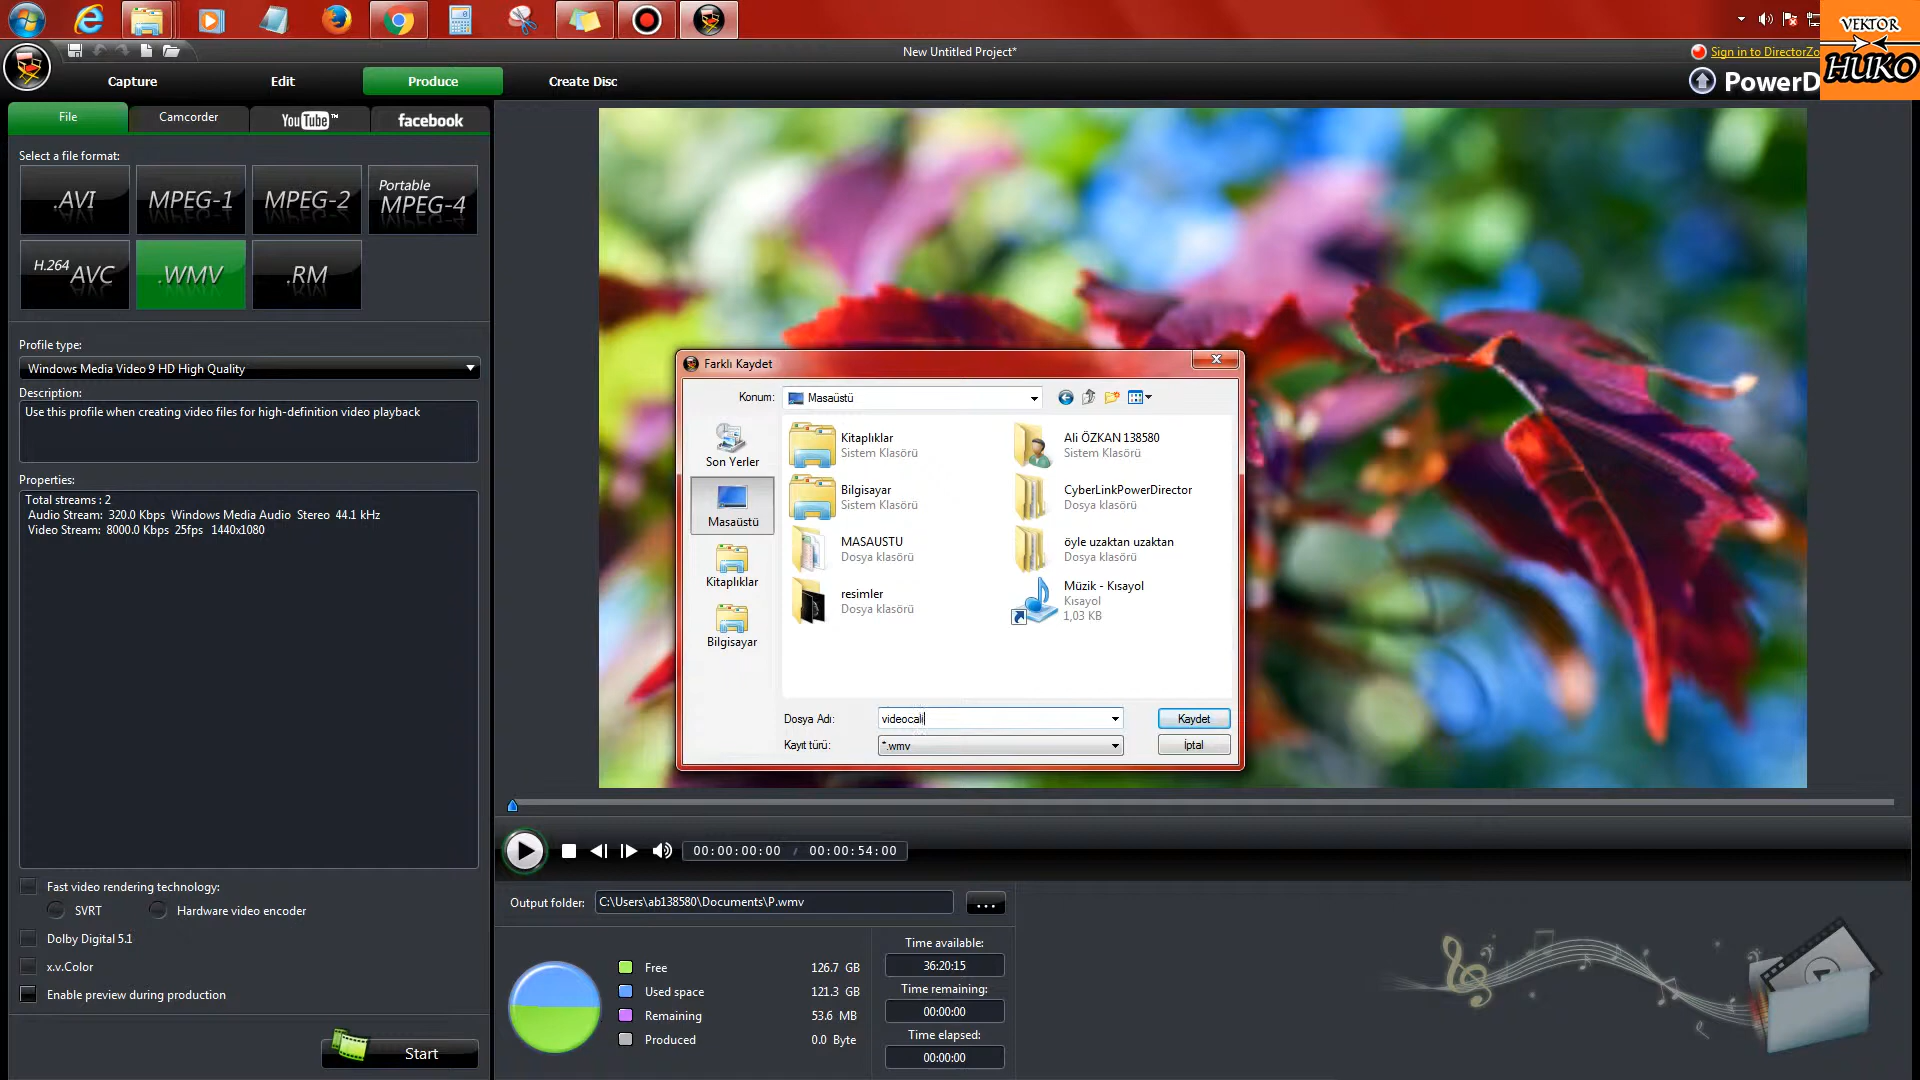 New Untitled Project*
Sign in to DirectorZo
VEKTOR
HUKO
Capture
Edit
Produce
Create Disc
PowerD
File
Camcorder
YouTube™
facebook
Select a file format:
.AVI
MPEG-1
MPEG-2
Portable
MPEG-4
H.264 AVC
.WMV
.RM
Profile type:
Windows Media Video 9 HD High Quality
Description:
Use this profile when creating video files for high-definition video playback
Properties:
Total streams : 2
Audio Stream: 320.0 Kbps Windows Media Audio Stereo 44.1 kHz
Video Stream: 8000.0 Kbps 25fps 1440x1080
Fast video rendering technology:
SVRT
Hardware video encoder
Dolby Digital 5.1
x.v.Color
Enable preview during production
Start
Farklı Kaydet
Konum:
Masaüstü
Son Yerler
Masaüstü
Kitaplıklar
Bilgisayar
Kitaplıklar
Sistem Klasörü
Ali ÖZKAN 138580
Sistem Klasörü
Bilgisayar
Sistem Klasörü
CyberLinkPowerDirector
Dosya klasörü
MASAUSTU
Dosya klasörü
öyle uzaktan uzaktan
Dosya klasörü
resimler
Dosya klasörü
Müzik - Kısayol
Kısayol
1,03 KB
Dosya Adı:
videocali
Kaydet
Kayıt türü:
*.wmv
İptal
00:00:00:00 / 00:00:54:00
Output folder:
C:\Users\ab138580\Documents\P.wmv
...
Free 126.7 GB
Used space 121.3 GB
Remaining 53.6 MB
Produced 0.0 Byte
Time available:
36:20:15
Time remaining:
00:00:00
Time elapsed:
00:00:00